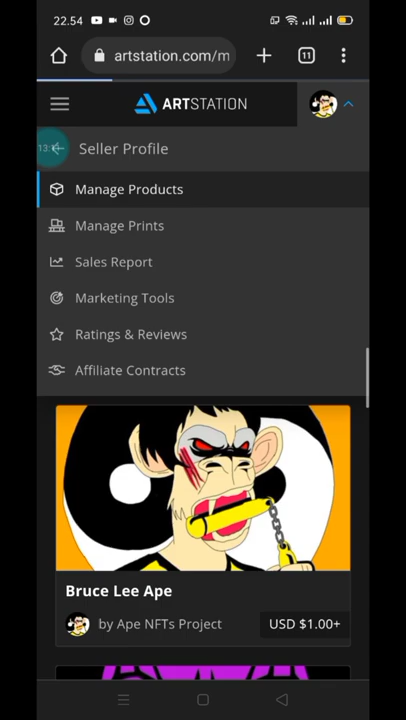 22.54
artstation.com/m
11
ARTSTATION
Seller Profile
Manage Products
Manage Prints
Sales Report
Marketing Tools
Ratings & Reviews
Affiliate Contracts
Bruce Lee Ape
by Ape NFTs Project
USD $1.00+